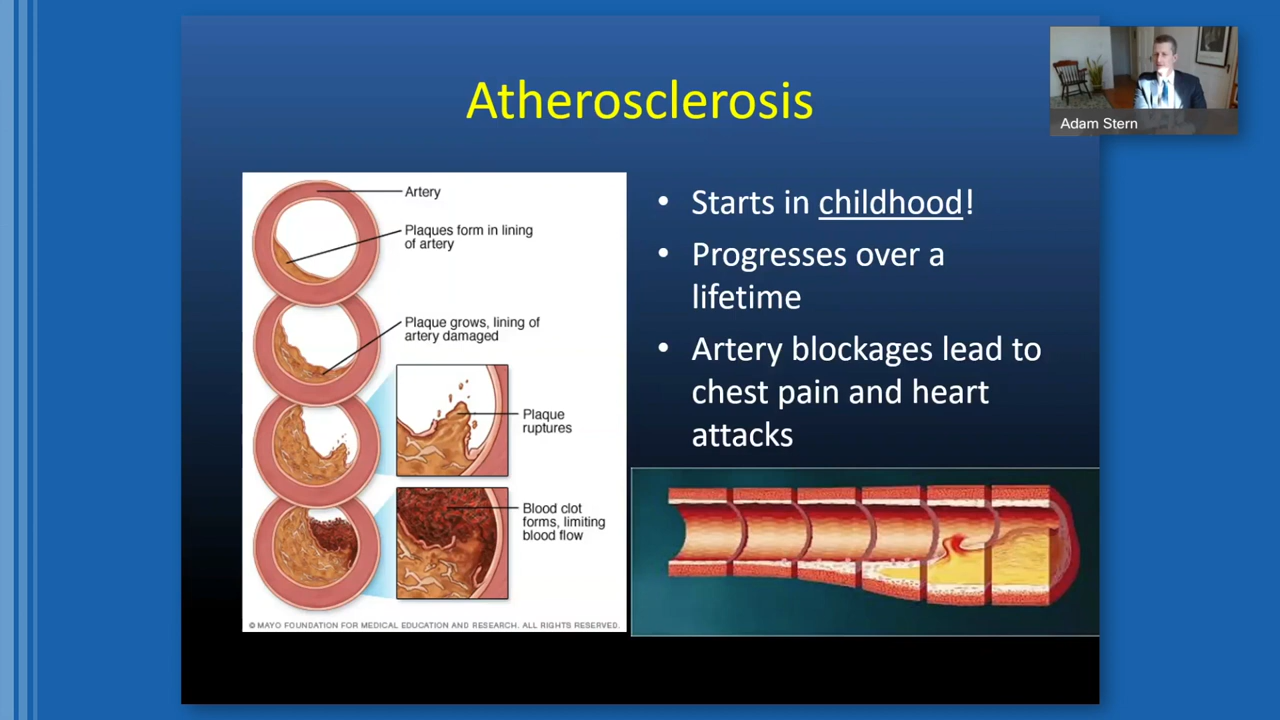 Atherosclerosis
Adam Stern
Artery
Plaques form in lining
of artery
Plaque grows, lining of
artery damaged
Plaque
ruptures
Blood clot
forms, limiting
blood flow
© MAYO FOUNDATION FOR MEDICAL EDUCATION AND RESEARCH. ALL RIGHTS RESERVED.
• Starts in childhood!
• Progresses over a
lifetime
• Artery blockages lead to
chest pain and heart
attacks